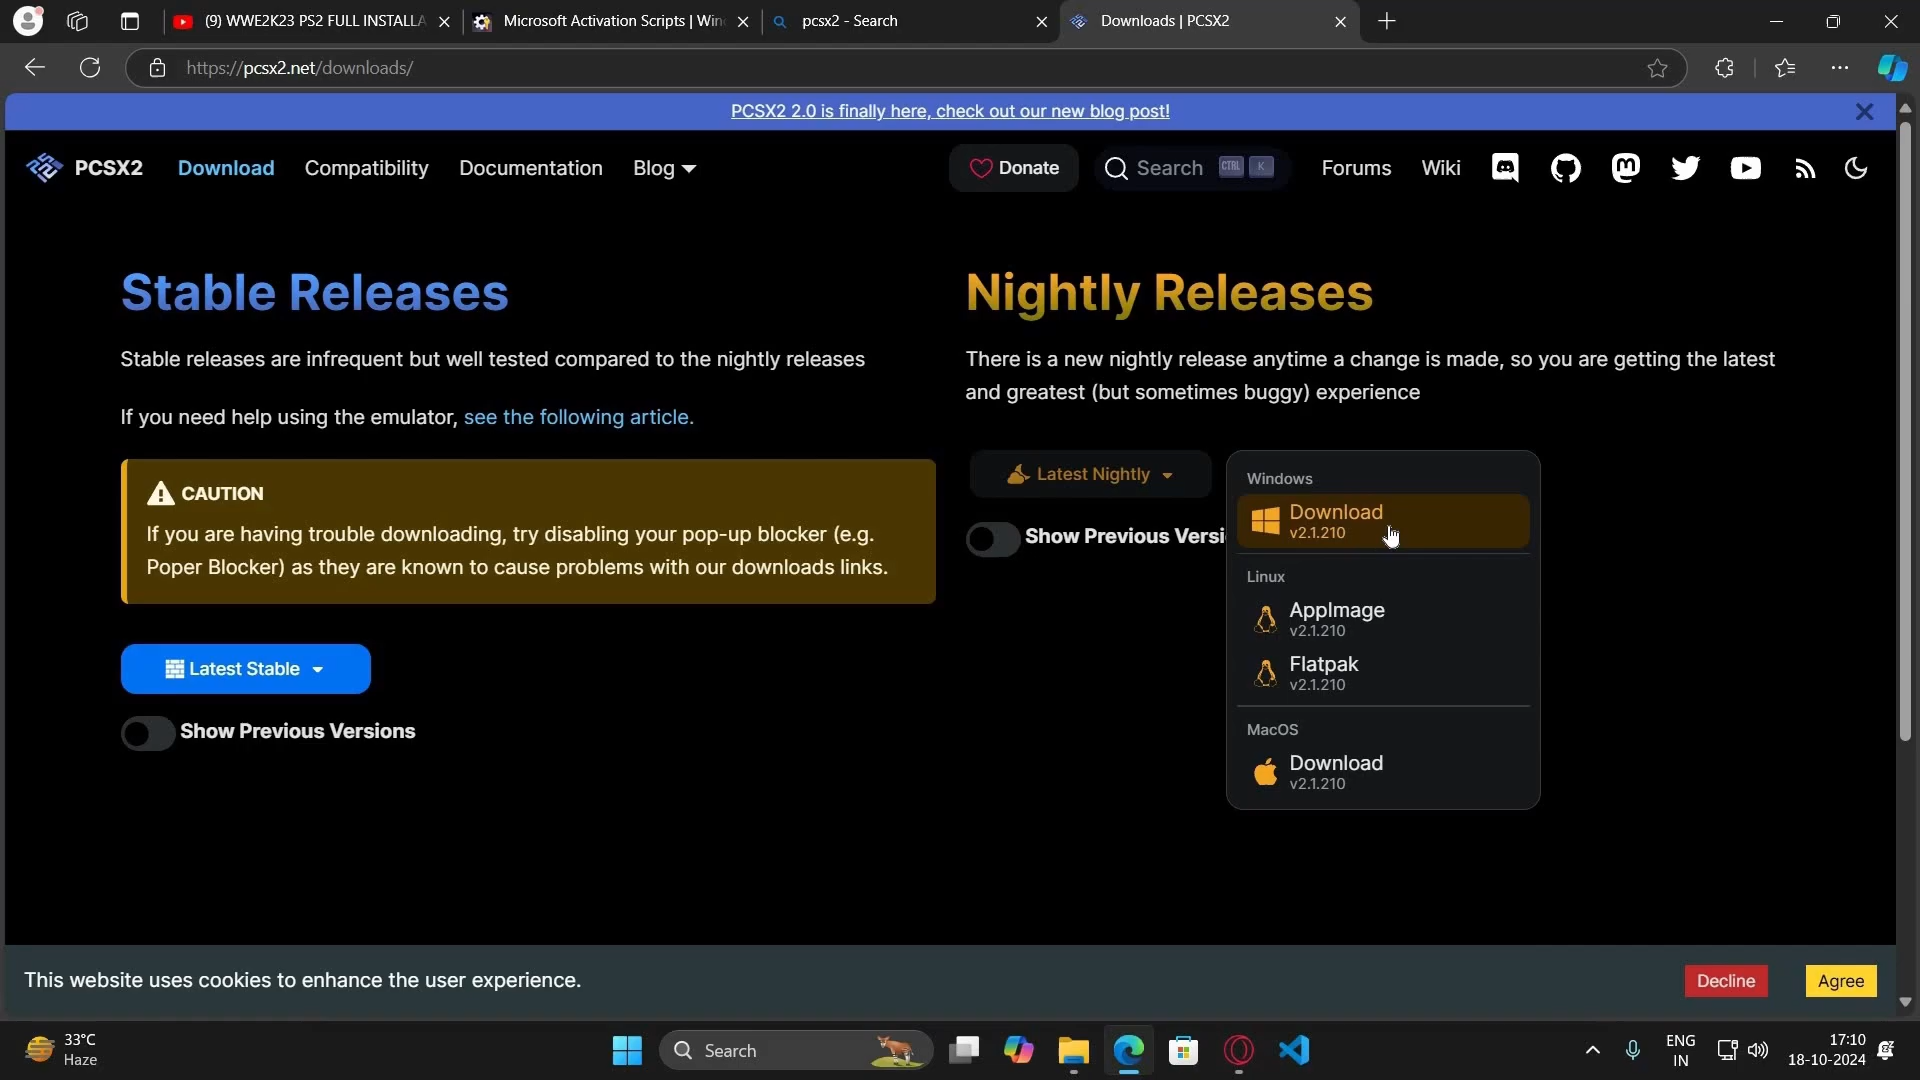 (9) WWE2K23 PS2 FULL INSTALLA
Microsoft Activation Scripts | Win
pcsx2 - Search
Downloads | PCSX2
https://pcsx2.net/downloads/
PCSX2 2.0 is finally here, check out our new blog post!
PCSX2
Download
Compatibility
Documentation
Blog
Donate
Search CTRL K
Forums
Wiki
Stable Releases
Stable releases are infrequent but well tested compared to the nightly releases
If you need help using the emulator, see the following article.
CAUTION
If you are having trouble downloading, try disabling your pop-up blocker (e.g.
Poper Blocker) as they are known to cause problems with our downloads links.
Latest Stable
Show Previous Versions
Nightly Releases
There is a new nightly release anytime a change is made, so you are getting the latest
and greatest (but sometimes buggy) experience
Latest Nightly
Show Previous Versi
Windows
Download
v2.1.210
Linux
AppImage
v2.1.210
Flatpak
v2.1.210
MacOS
Download
v2.1.210
This website uses cookies to enhance the user experience.
Decline
Agree
33°C
Haze
Search
ENG
IN
17:10
18-10-2024